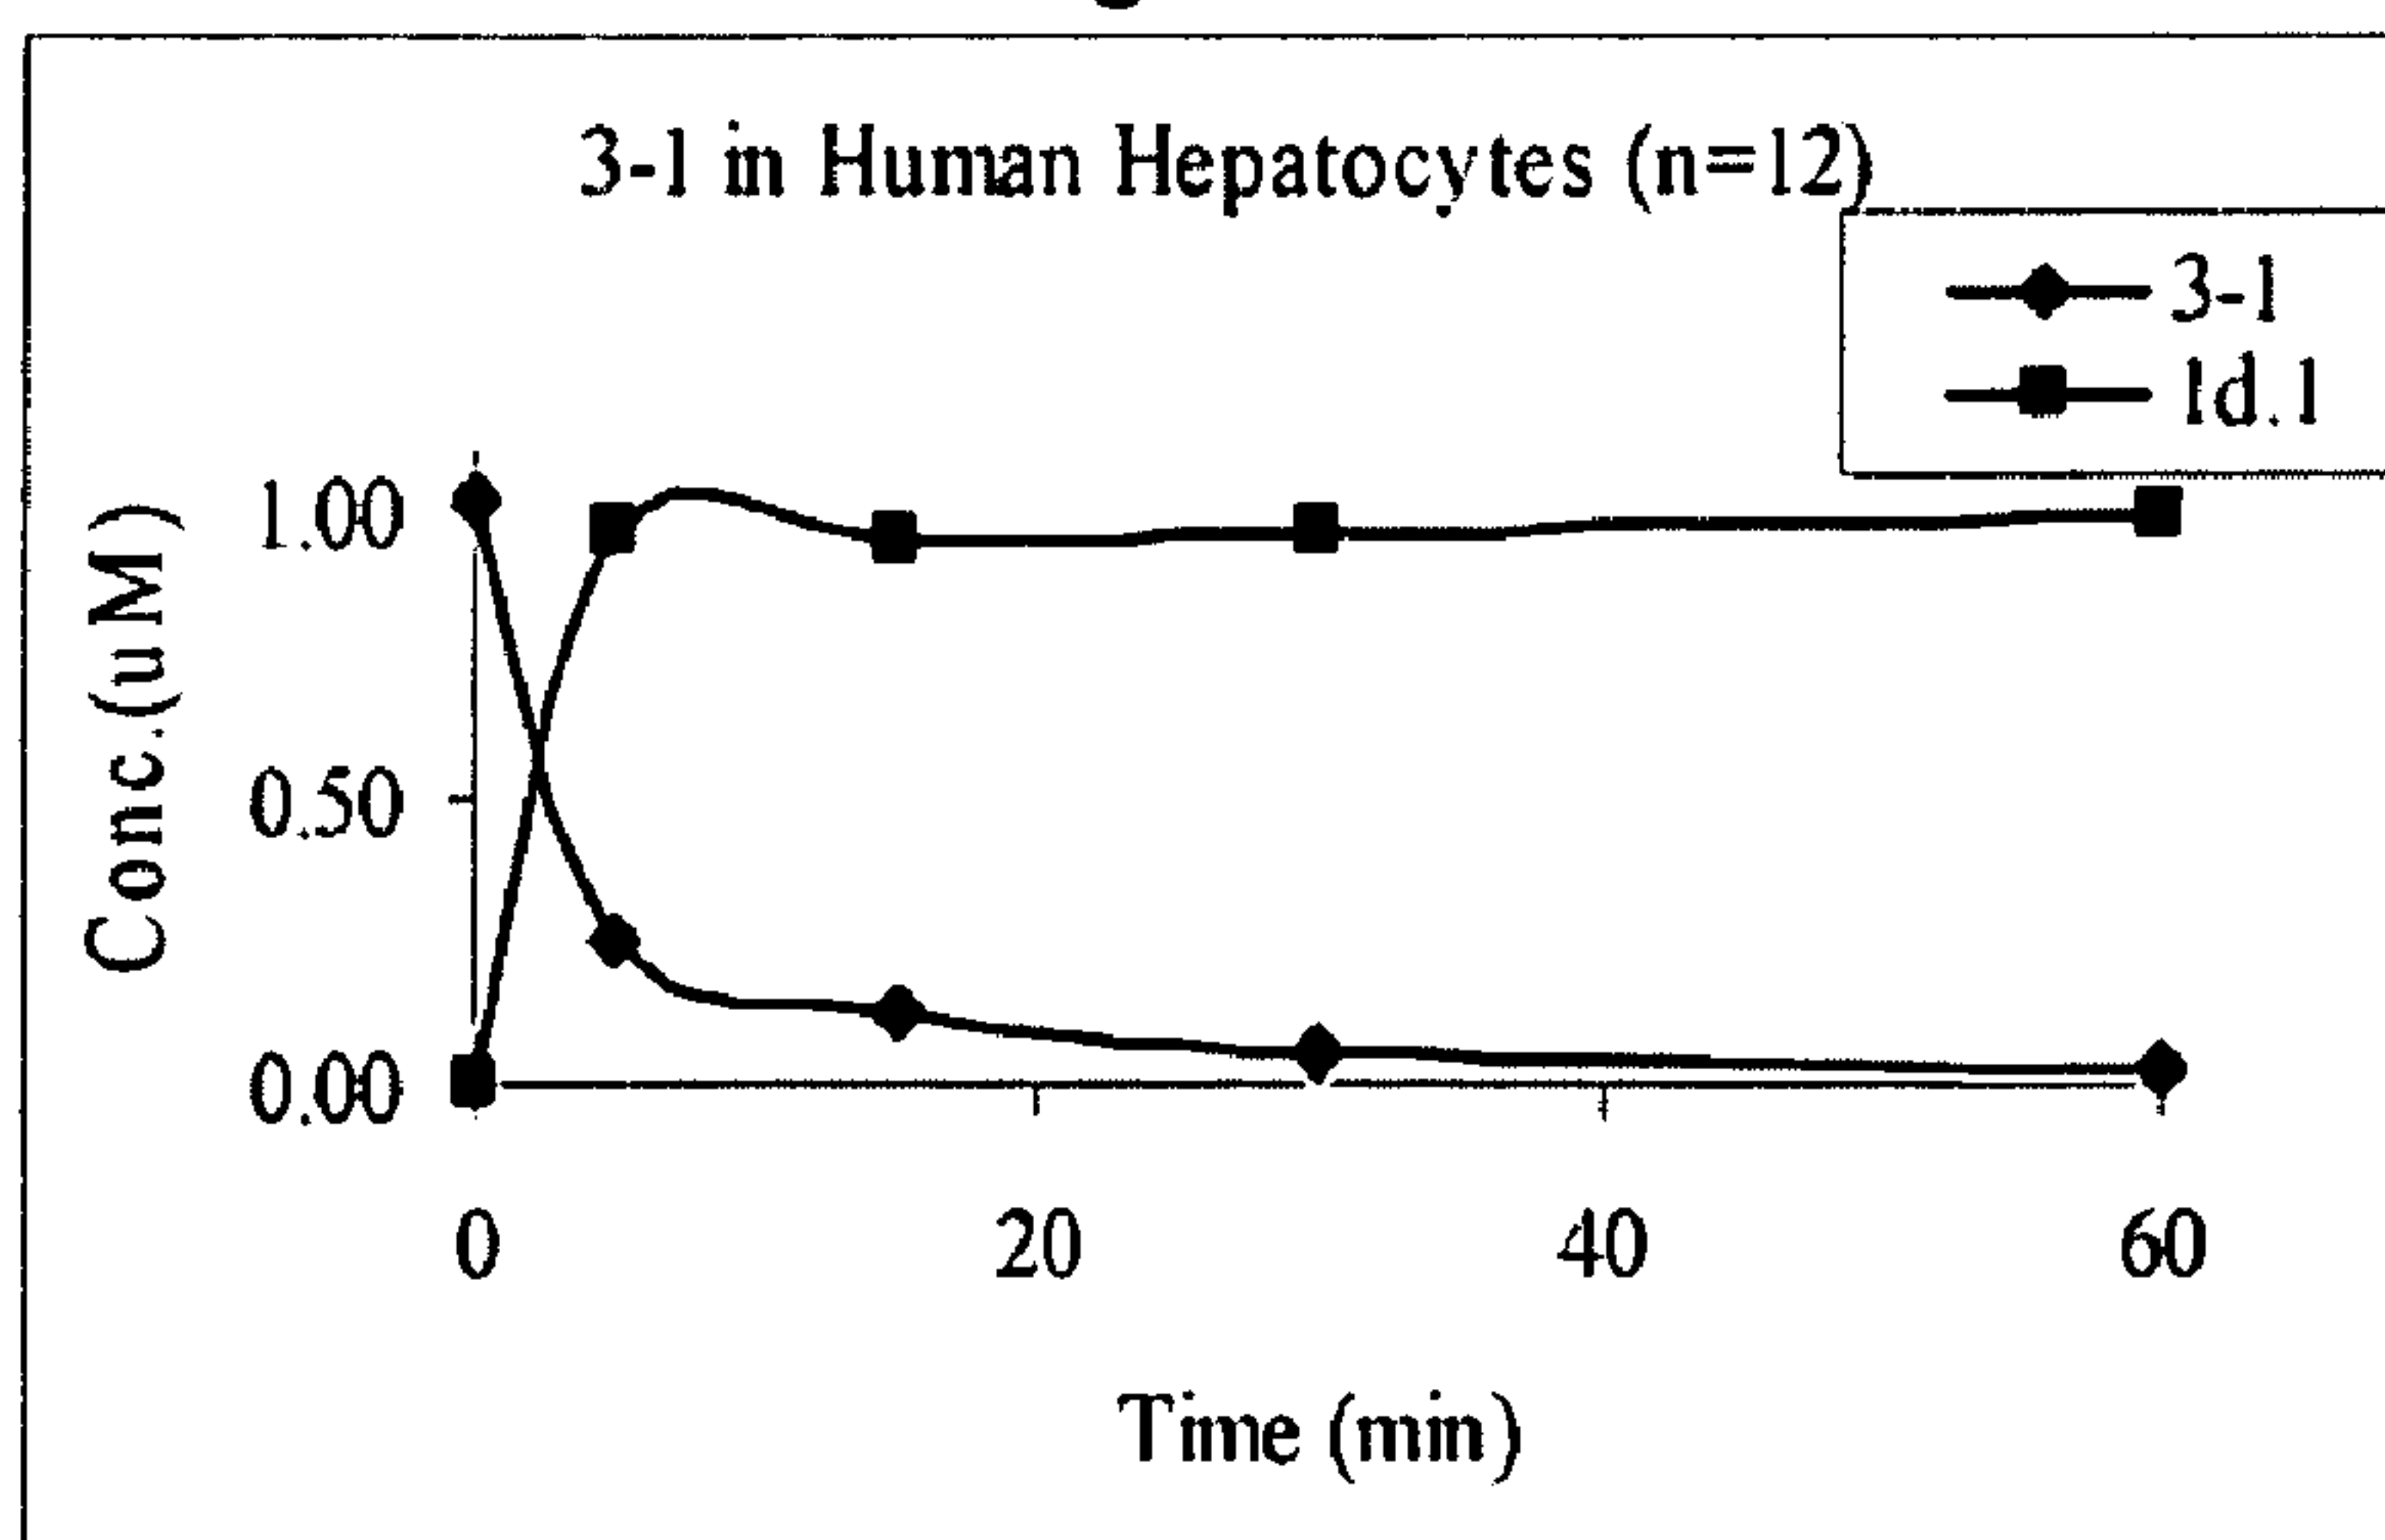 3-1 in Human Hepatocytes (n=12)
3-1
1d.1
Conc.(uM)
1.00
0.50
0.00
0 20 40 60
Time (min)